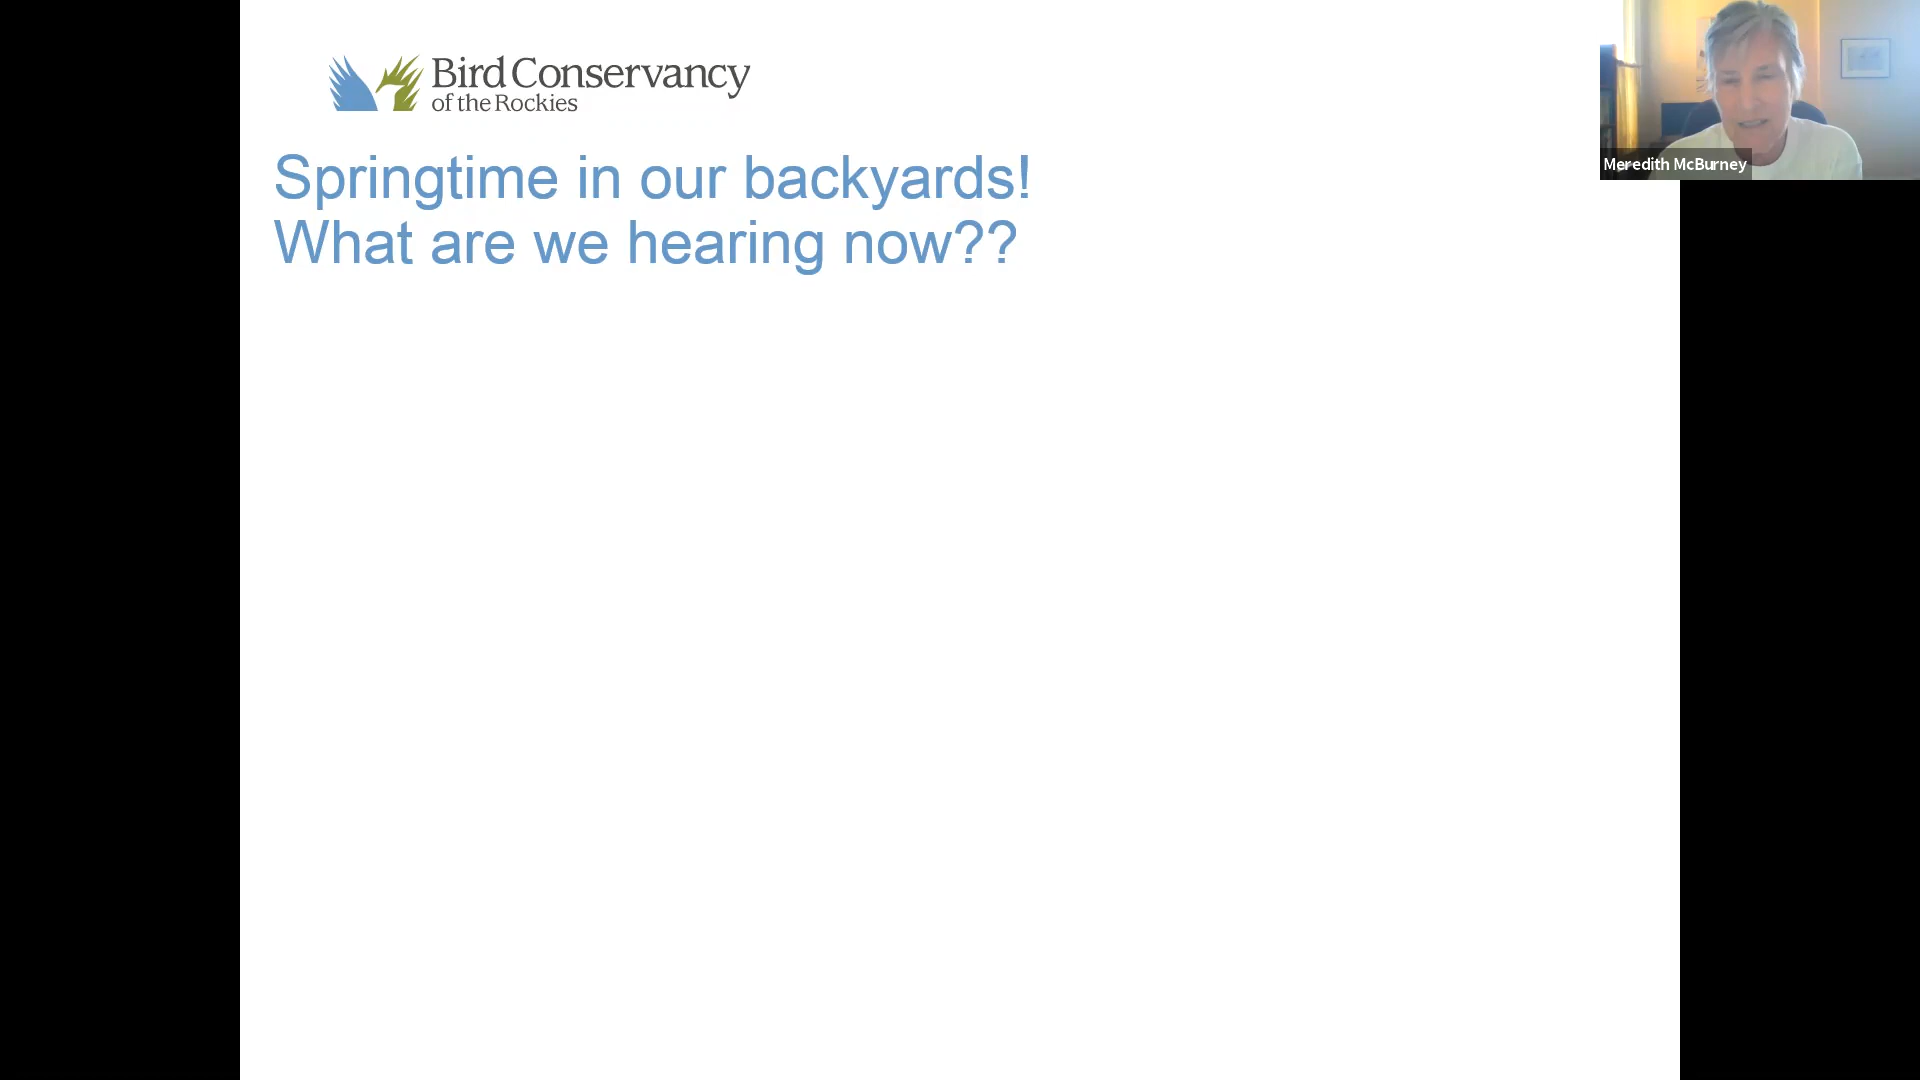 Bird Conservancy
of the Rockies
Springtime in our backyards!
What are we hearing now??
Meredith McBurney